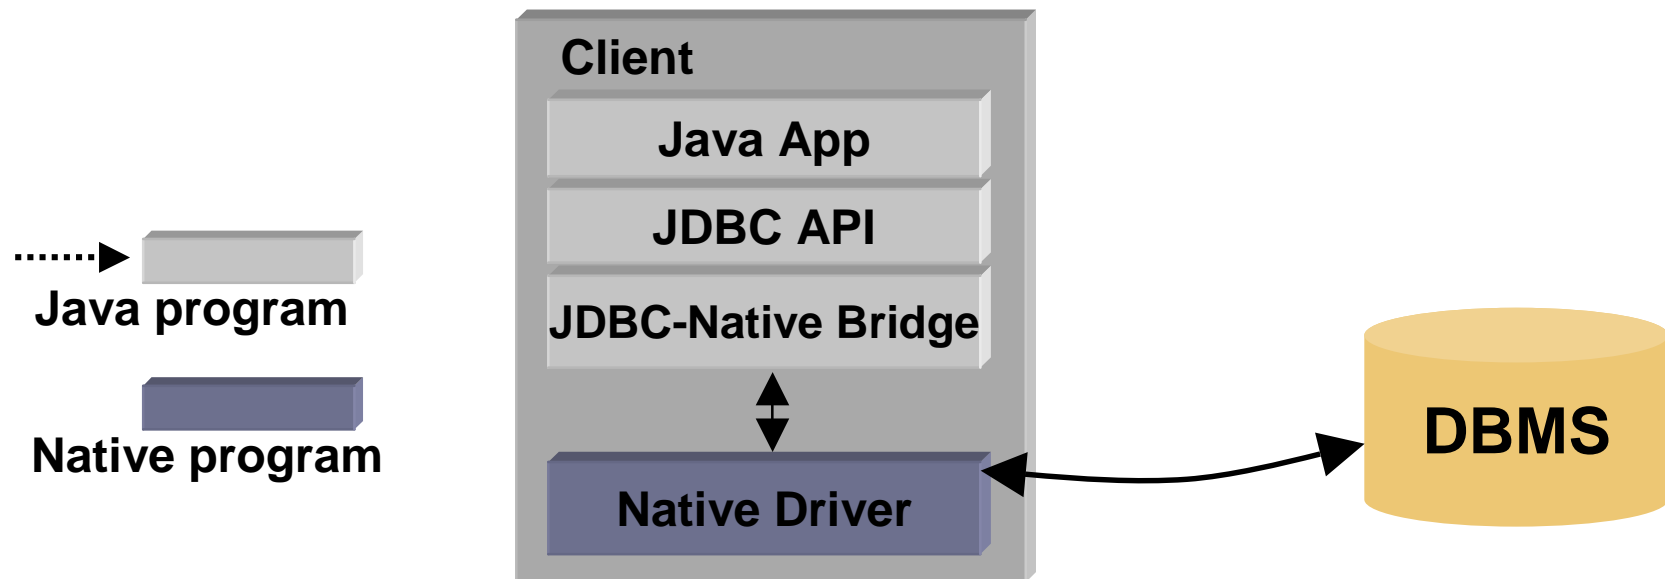 Client
Java App
JDBC API
JDBC-Native Bridge
Native Driver
Java program
Native program
DBMS